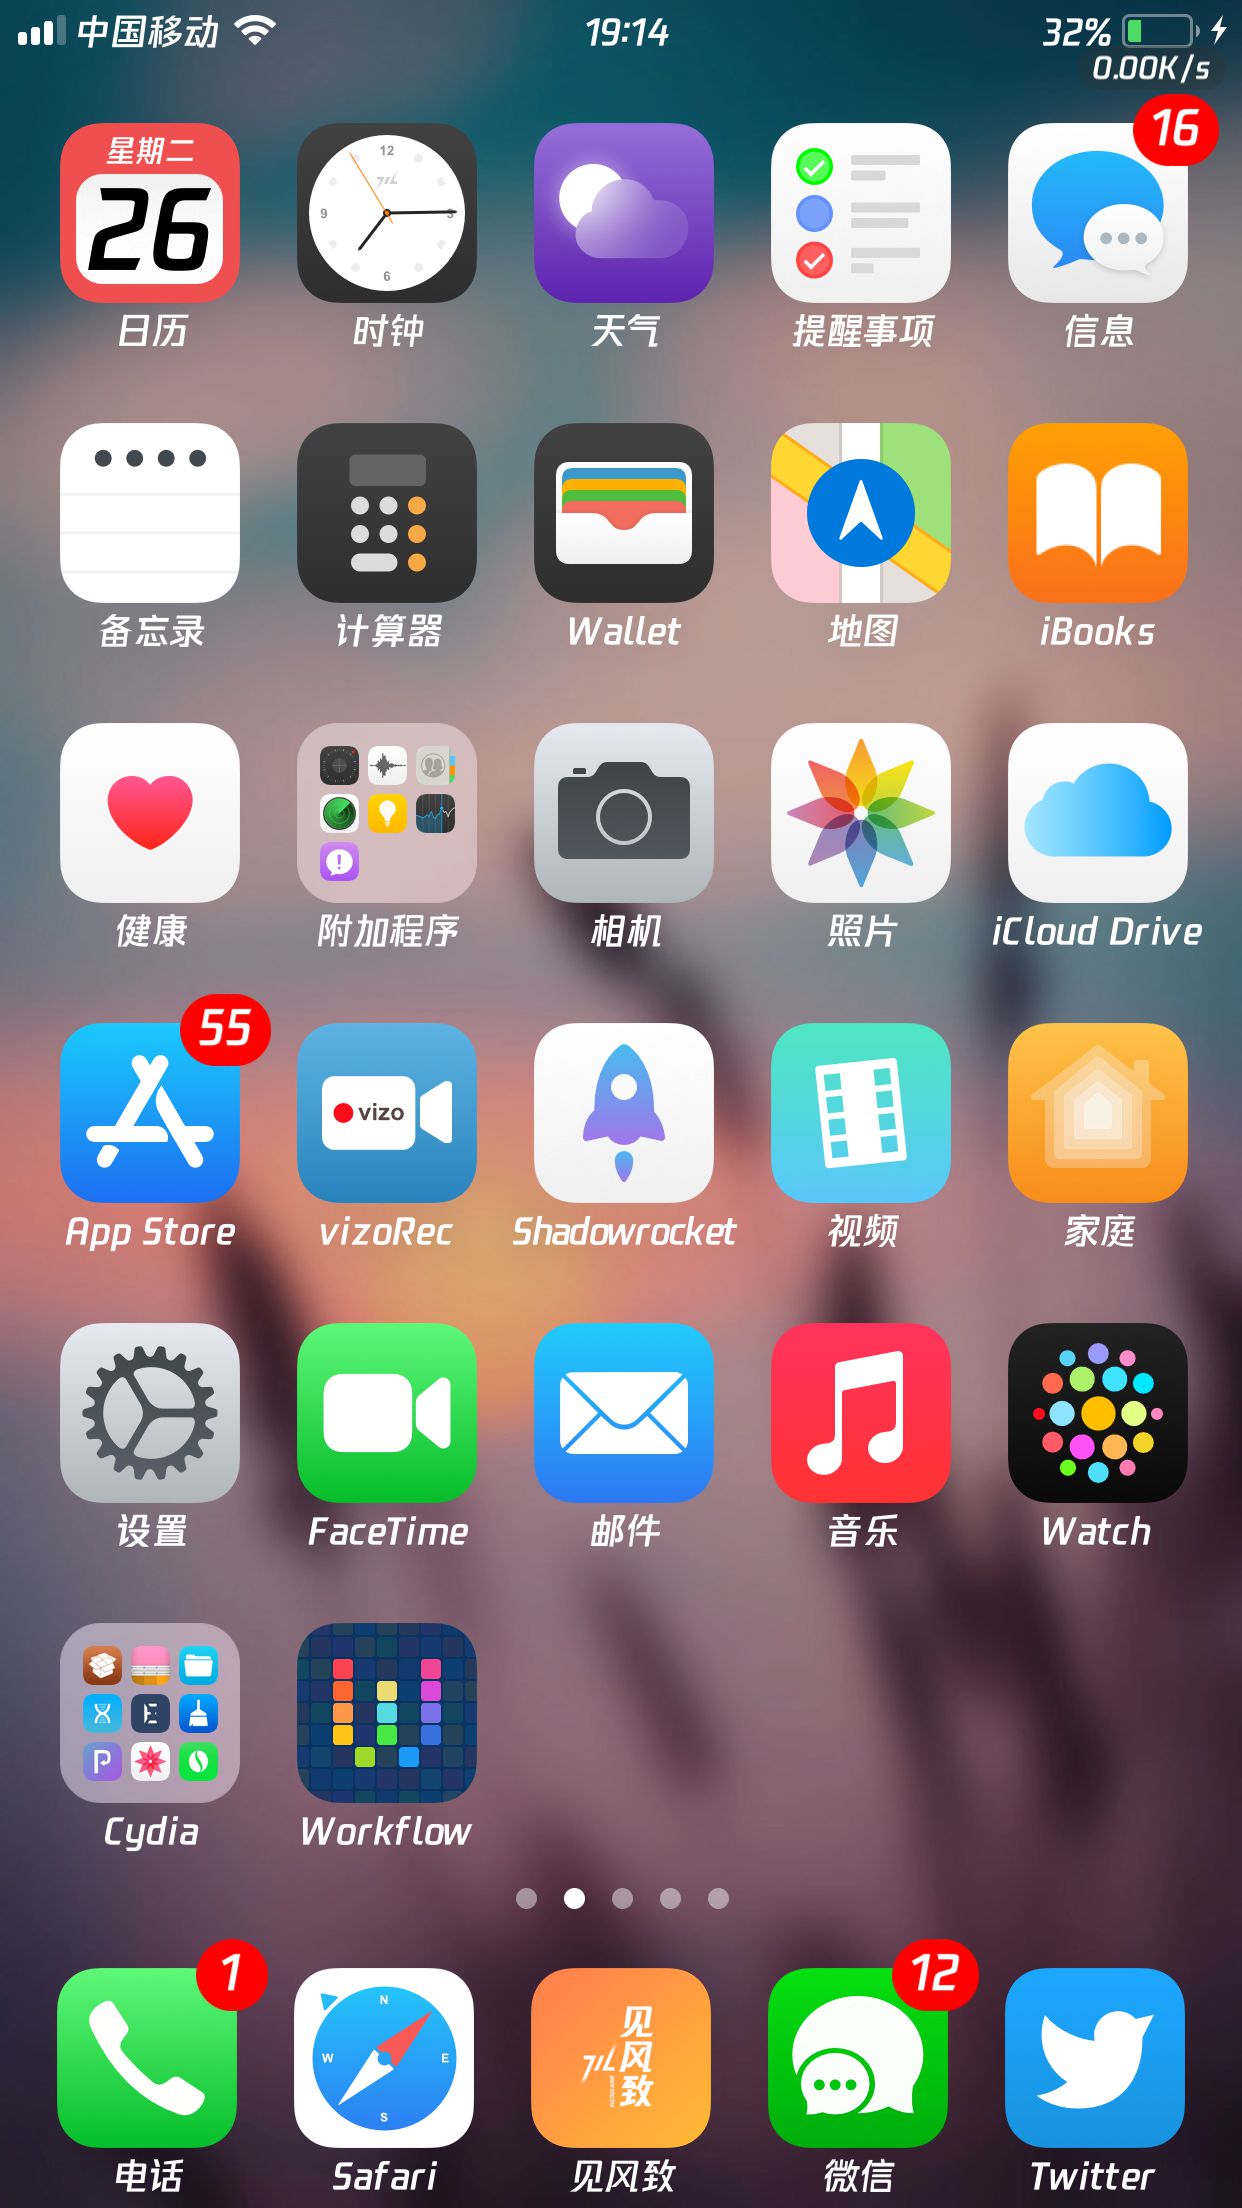 中国移动
19:14
32%
0.00K/s
星期二
26
12
9
3
6
16
日历
时钟
天气
提醒事项
信息
备忘录
计算器
Wallet
地图
iBooks
健康
附加程序
相机
照片
iCloud Drive
55
vizo
App Store
vizoRec
Shadowrocket
视频
家庭
设置
FaceTime
邮件
音乐
Watch
Cydia
Workflow
1
12
N
W
E
S
见风致
电话
Safari
见风致
微信
Twitter